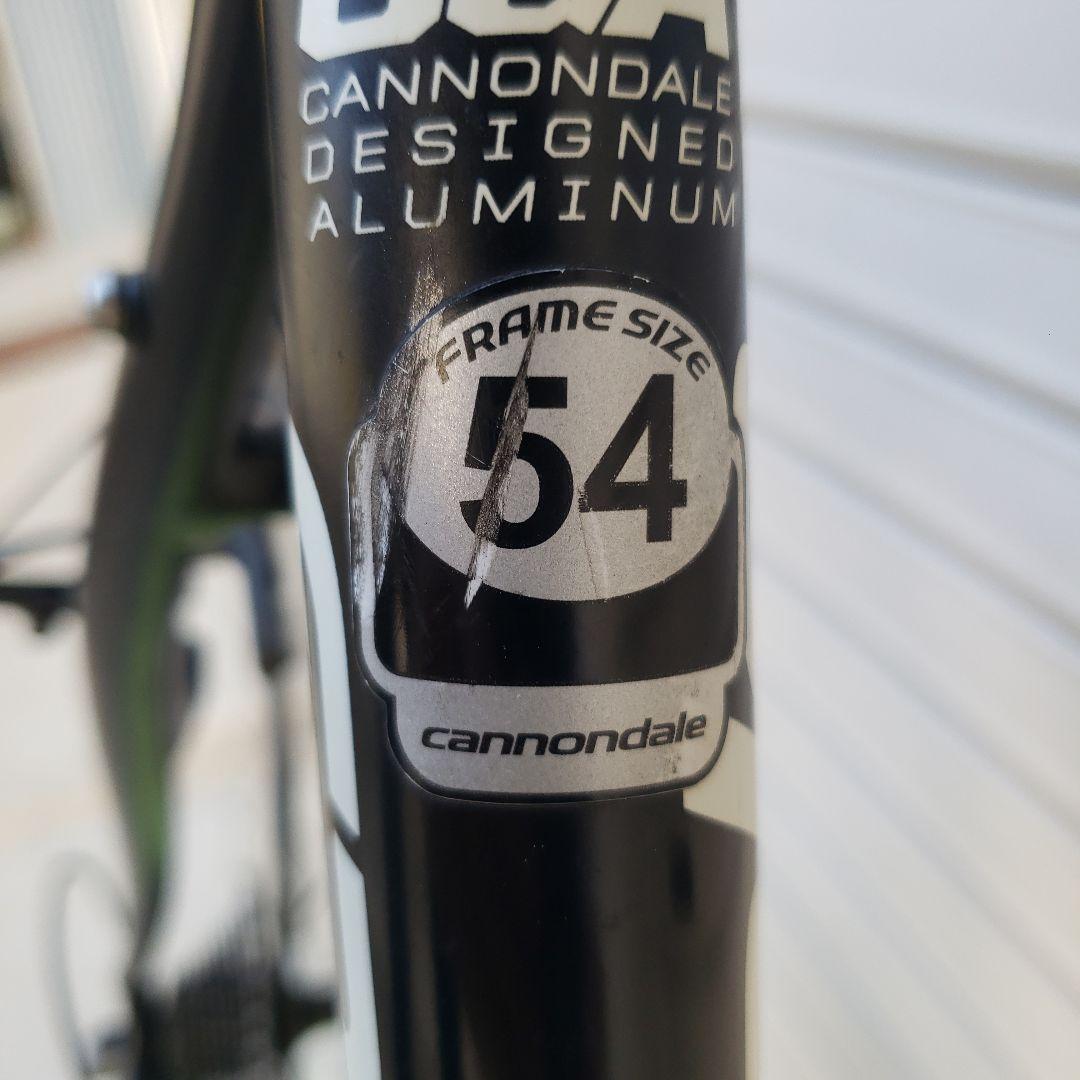 CANNONDALE
DESIGNED
ALUMINUM
FRAME SIZE
54
cannondale